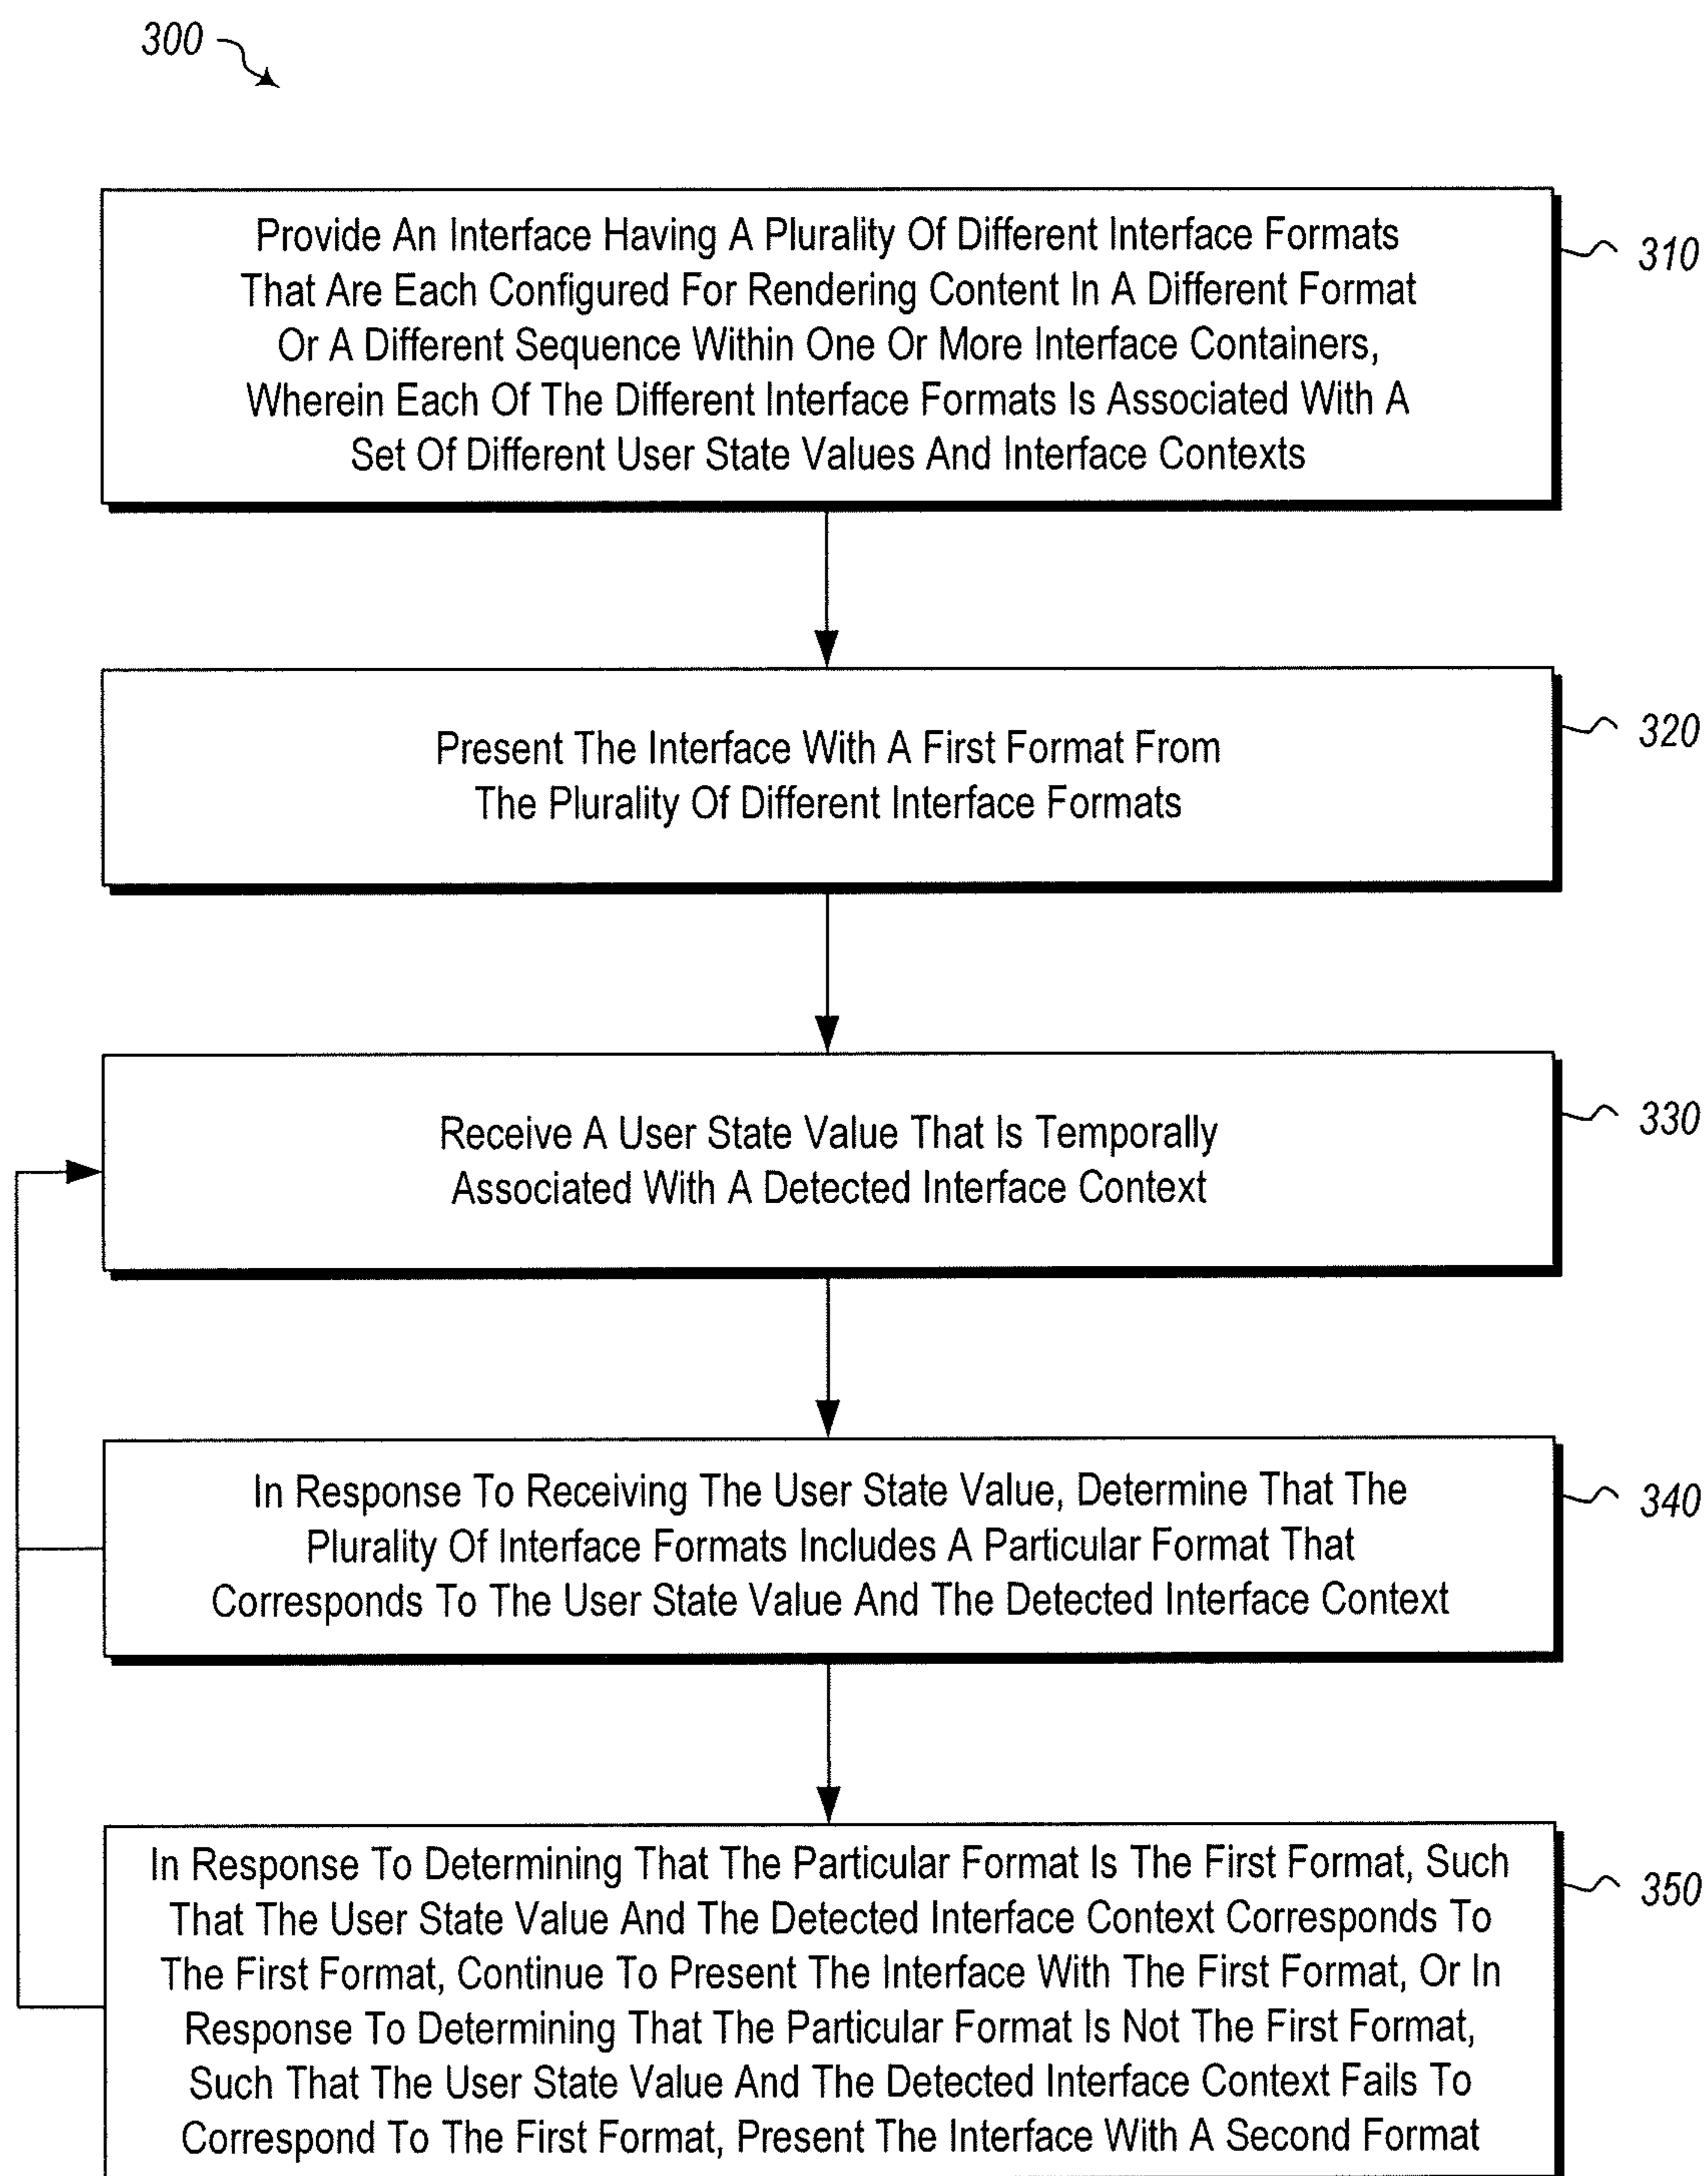 300
Provide An Interface Having A Plurality Of Different Interface Formats
That Are Each Configured For Rendering Content In A Different Format
Or A Different Sequence Within One Or More Interface Containers,
Wherein Each Of The Different Interface Formats Is Associated With A
Set Of Different User State Values And Interface Contexts
310
Present The Interface With A First Format From
The Plurality Of Different Interface Formats
320
Receive A User State Value That Is Temporally
Associated With A Detected Interface Context
330
In Response To Receiving The User State Value, Determine That The
Plurality Of Interface Formats Includes A Particular Format That
Corresponds To The User State Value And The Detected Interface Context
340
In Response To Determining That The Particular Format Is The First Format, Such
That The User State Value And The Detected Interface Context Corresponds To
The First Format, Continue To Present The Interface With The First Format, Or In
Response To Determining That The Particular Format Is Not The First Format,
Such That The User State Value And The Detected Interface Context Fails To
Correspond To The First Format, Present The Interface With A Second Format
350